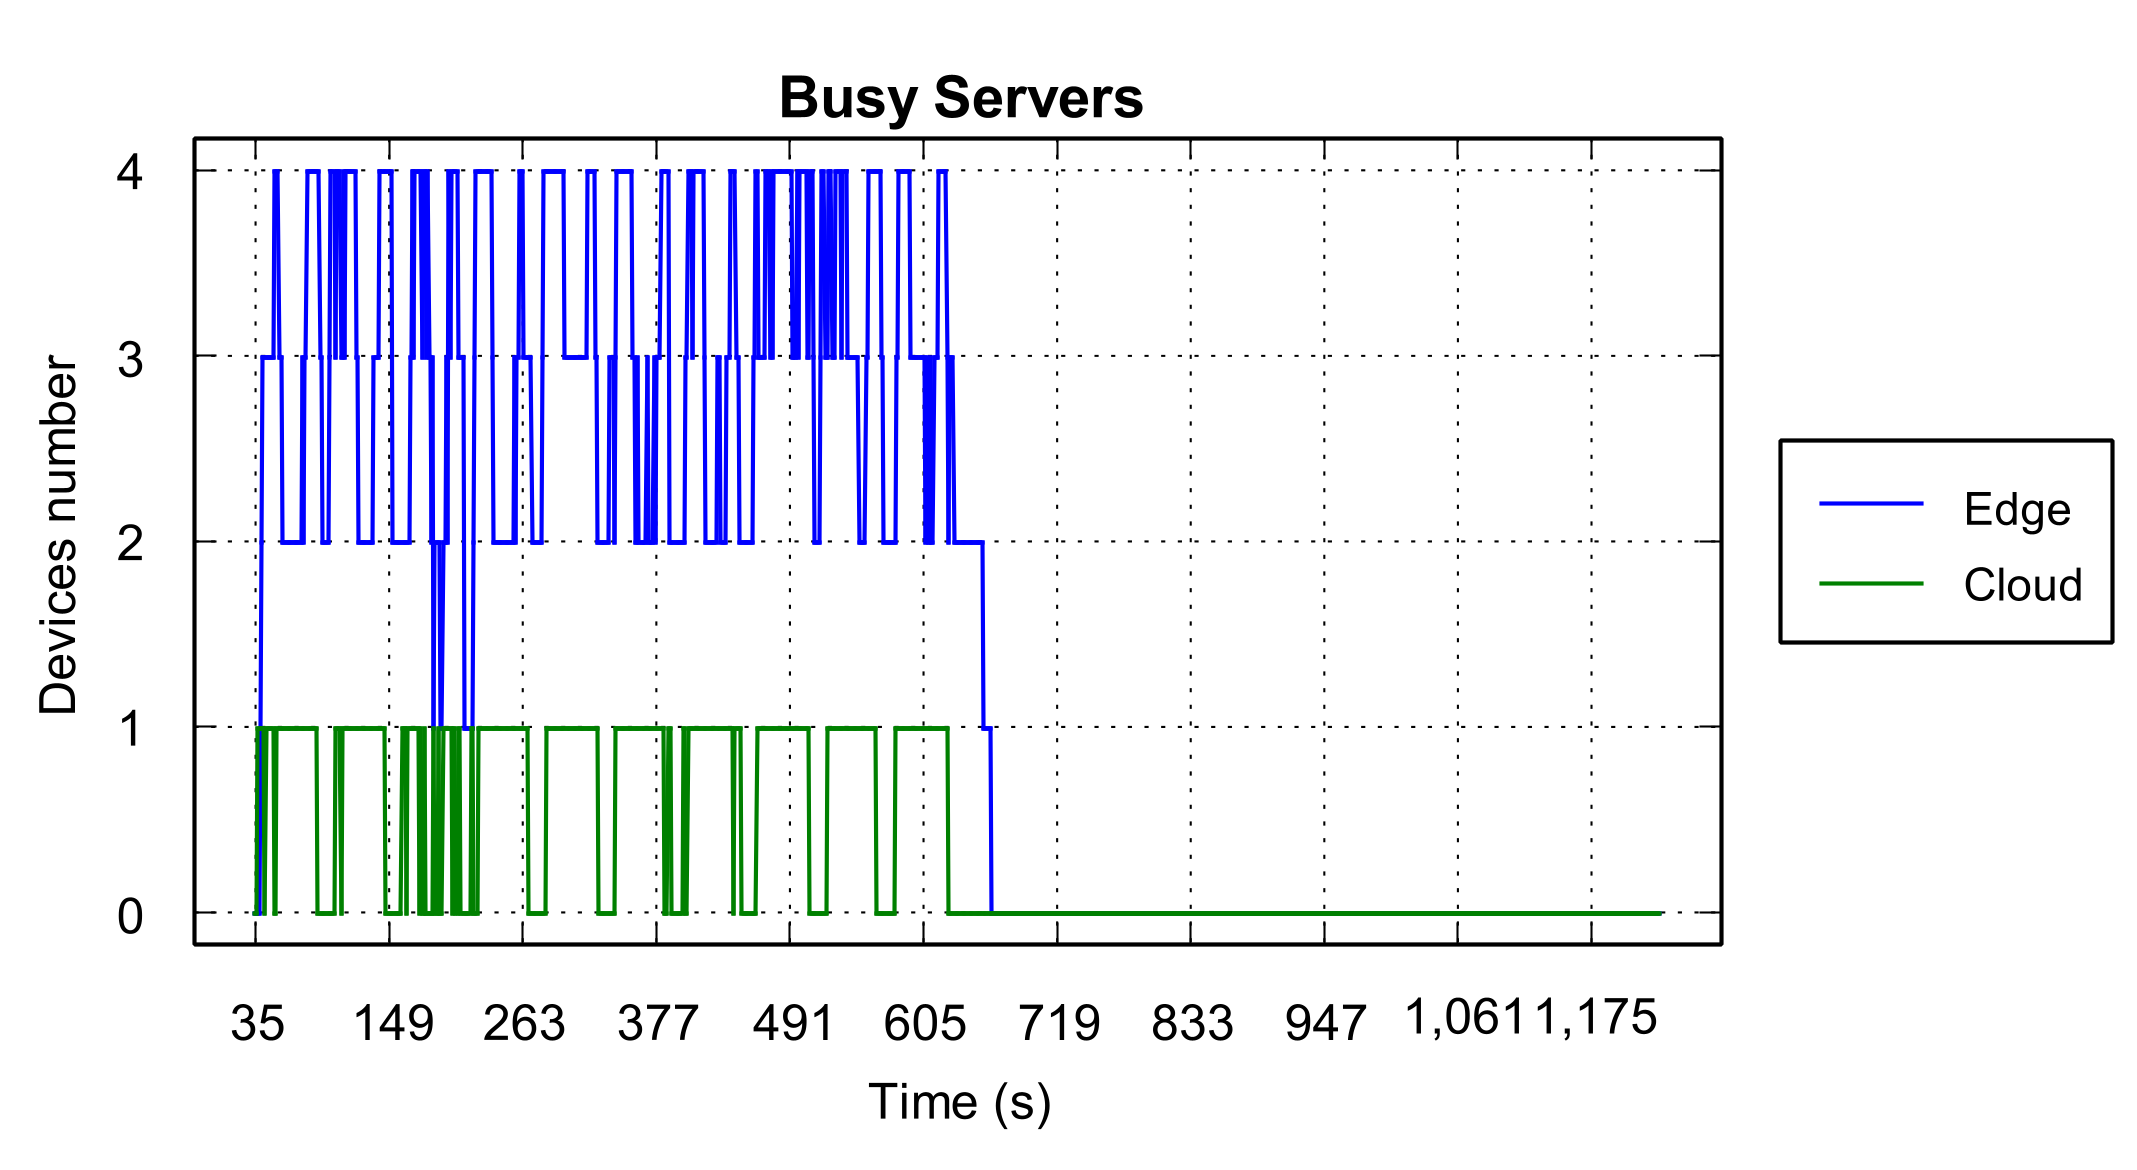 Busy Servers
4
3
2
1
0
Devices number
35 149 263 377 491 605 719 833 947 1,061 1,175
Time (s)
Edge
Cloud